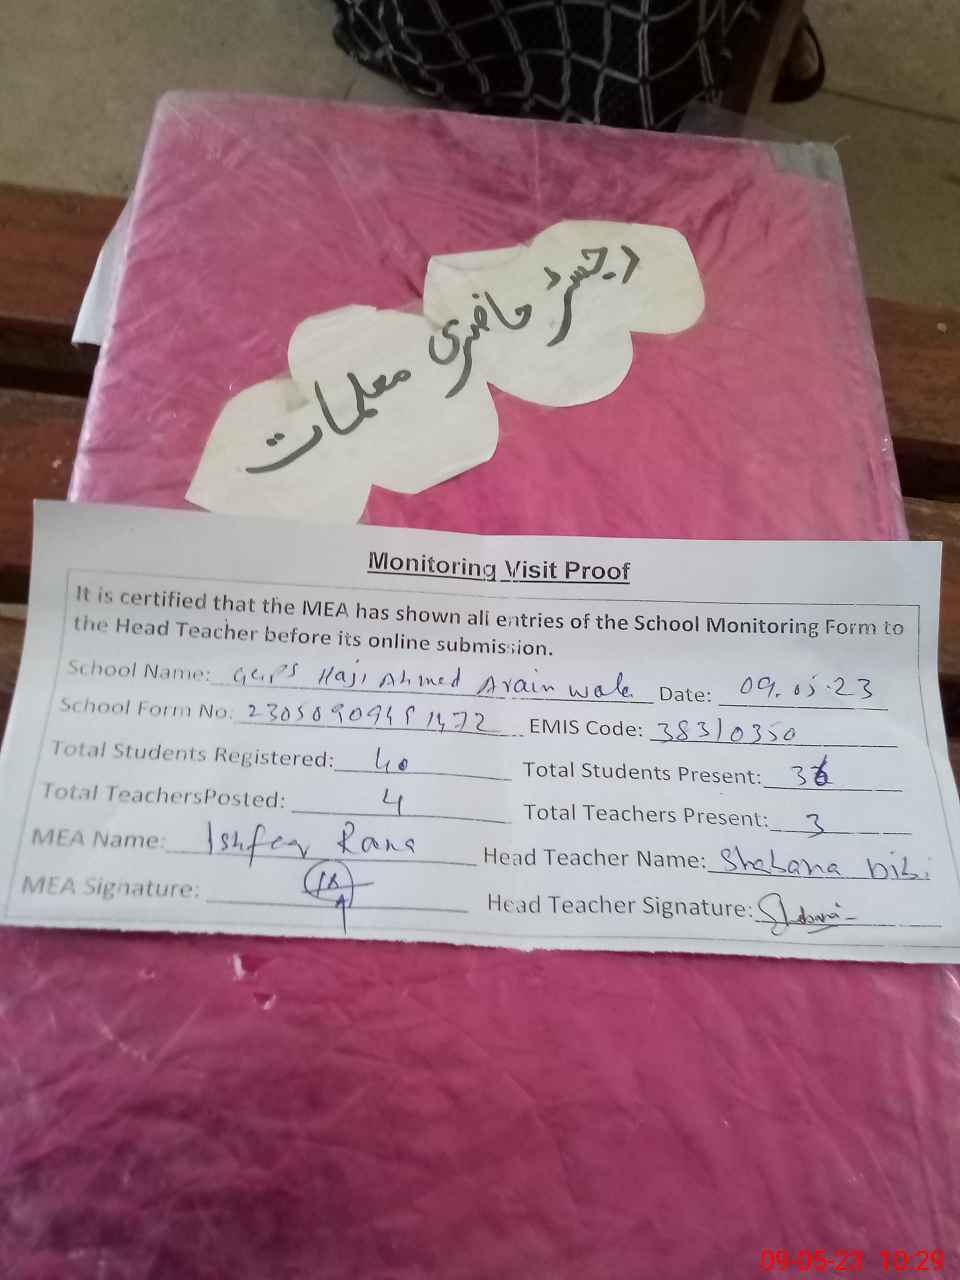 رجسٹر حاضری معلمات
Monitoring Visit Proof
It is certified that the MEA has shown all entries of the School Monitoring Form to
the Head Teacher before its online submission.
School Name: GGPS Haji Ahmed Arain wala Date: 09.05.23
School Form No: EMIS Code: 38310350
Total Students Registered: 40 Total Students Present: 36
Total TeachersPosted: 4 Total Teachers Present: 3
MEA Name: Ishfaq Rana Head Teacher Name: Shabana Bibi
MEA Signature: Head Teacher Signature:
09-05-23 10:29